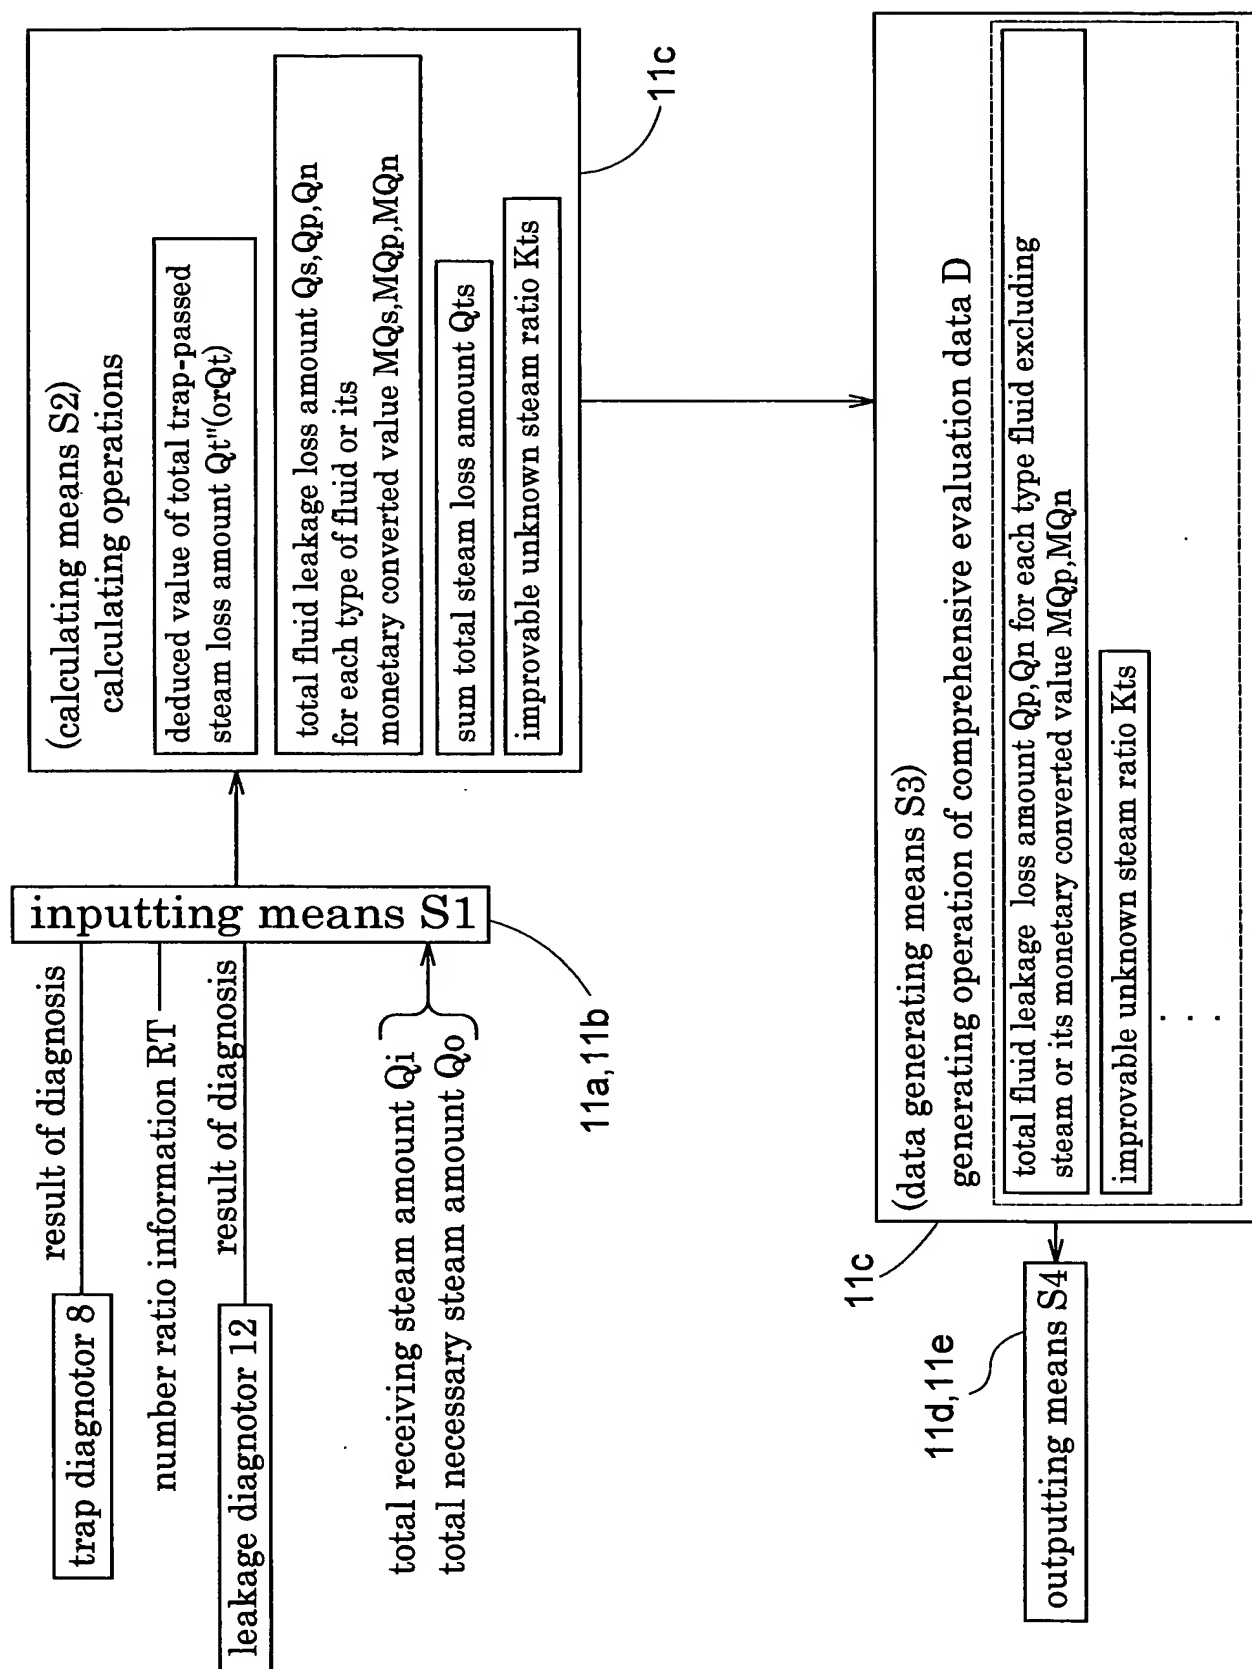 trap diagnotor 8
result of diagnosis
number ratio information RT
leakage diagnotor 12
result of diagnosis
total receiving steam amount Qi
total necessary steam amount Qo
inputting means S1
11a,11b
(calculating means S2)
calculating operations
deduced value of total trap-passed
steam loss amount Qt"(orQt)
total fluid leakage loss amount Qs,Qp,Qn
for each type of fluid or its
monetary converted value MQs,MQp,MQn
sum total steam loss amount Qts
improvable unknown steam ratio Kts
11c
(data generating means S3)
generating operation of comprehensive evaluation data D
total fluid leakage loss amount Qp,Qn for each type fluid excluding
steam or its monetary converted value MQp,MQn
improvable unknown steam ratio Kts
. . .
11c
outputting means S4
11d,11e